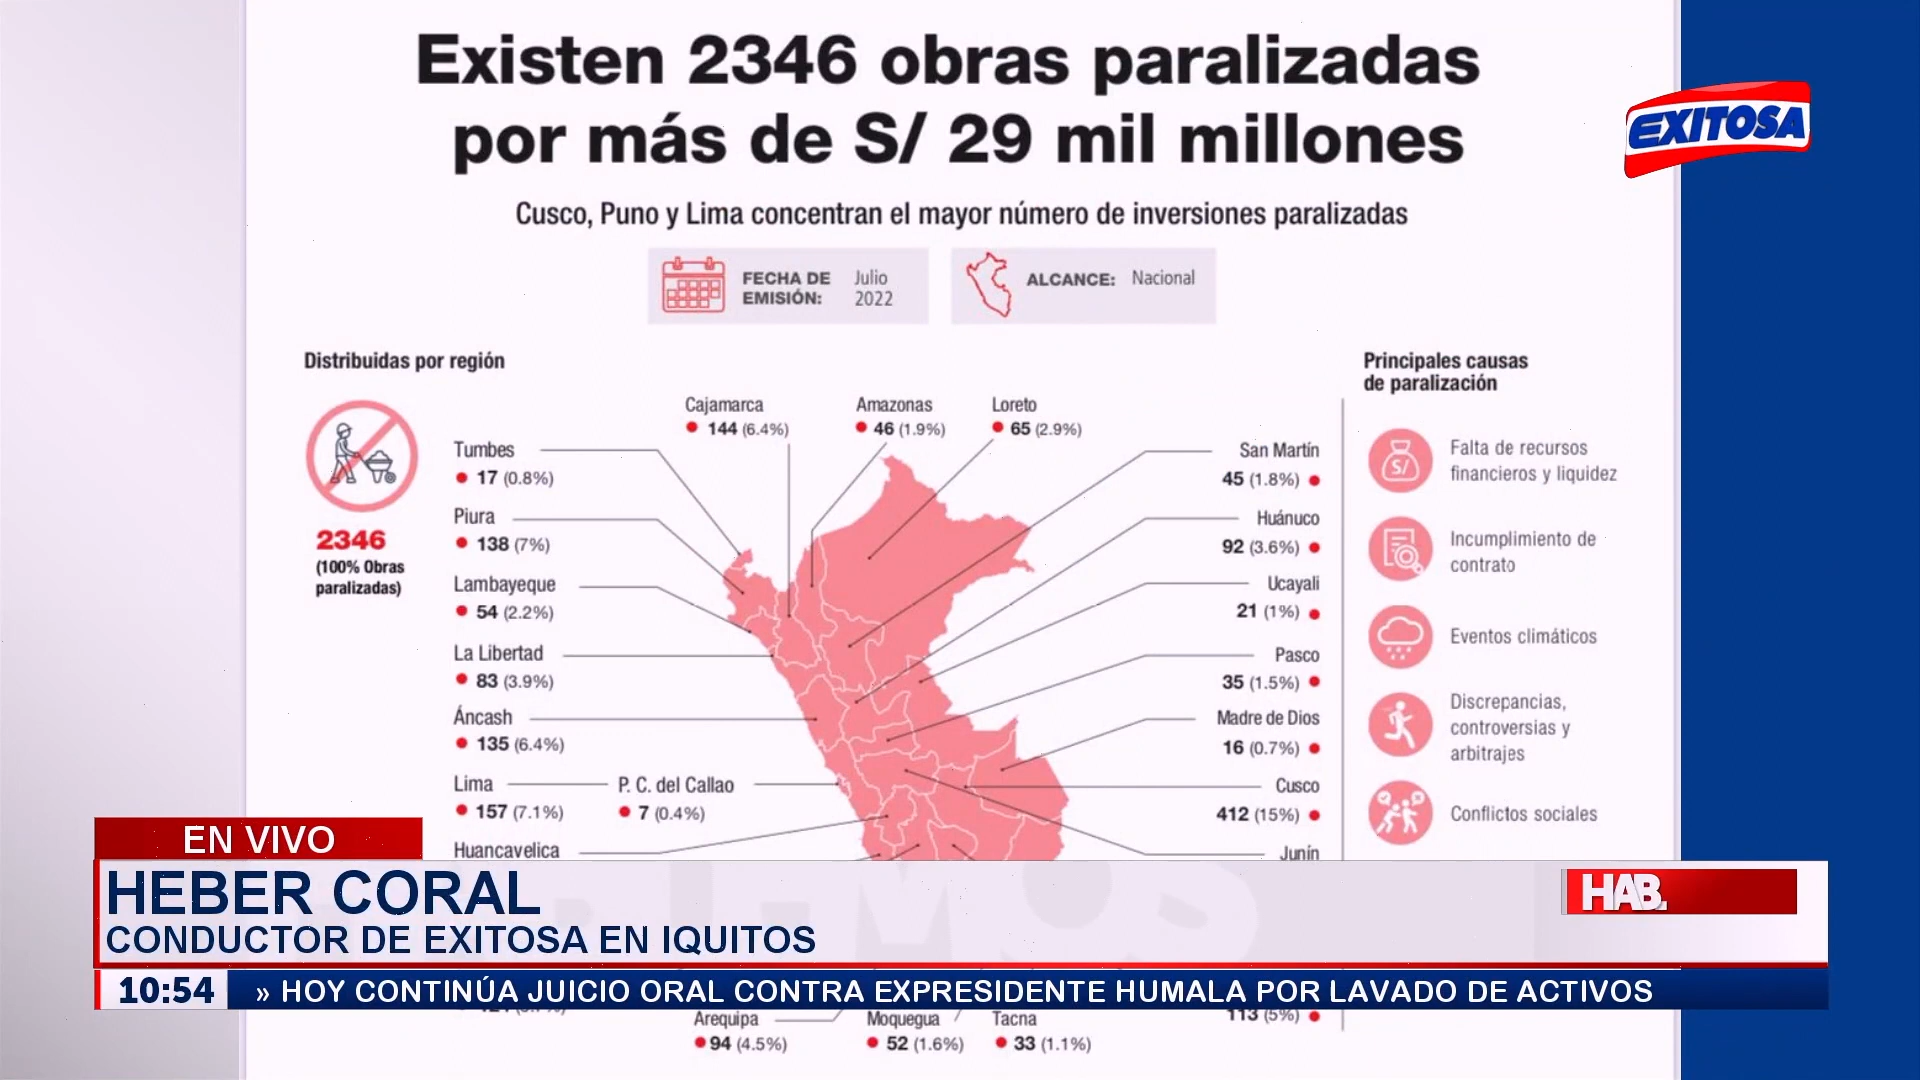 Existen 2346 obras paralizadas
por más de S/ 29 mil millones
EXITOSA
Cusco, Puno y Lima concentran el mayor número de inversiones paralizadas
FECHA DE EMISIÓN: Julio 2022
ALCANCE: Nacional
Distribuidas por región
2346
(100% Obras
paralizadas)
Cajamarca
144 (6.4%)
Amazonas
46 (1.9%)
Loreto
65 (2.9%)
Tumbes
17 (0.8%)
Piura
138 (7%)
Lambayeque
54 (2.2%)
La Libertad
83 (3.9%)
Áncash
135 (6.4%)
Lima
157 (7.1%)
P. C. del Callao
7 (0.4%)
Huancavelica
San Martín
45 (1.8%)
Huánuco
92 (3.6%)
Ucayali
21 (1%)
Pasco
35 (1.5%)
Madre de Dios
16 (0.7%)
Cusco
412 (15%)
Junín
Principales causas
de paralización
S/
Falta de recursos
financieros y liquidez
Incumplimiento de
contrato
Eventos climáticos
Discrepancias,
controversias y
arbitrajes
Conflictos sociales
EN VIVO
HEBER CORAL
CONDUCTOR DE EXITOSA EN IQUITOS
HAB.
10:54
» HOY CONTINÚA JUICIO ORAL CONTRA EXPRESIDENTE HUMALA POR LAVADO DE ACTIVOS
113 (5%)
Arequipa
94 (4.5%)
Moquegua
52 (1.6%)
Tacna
33 (1.1%)